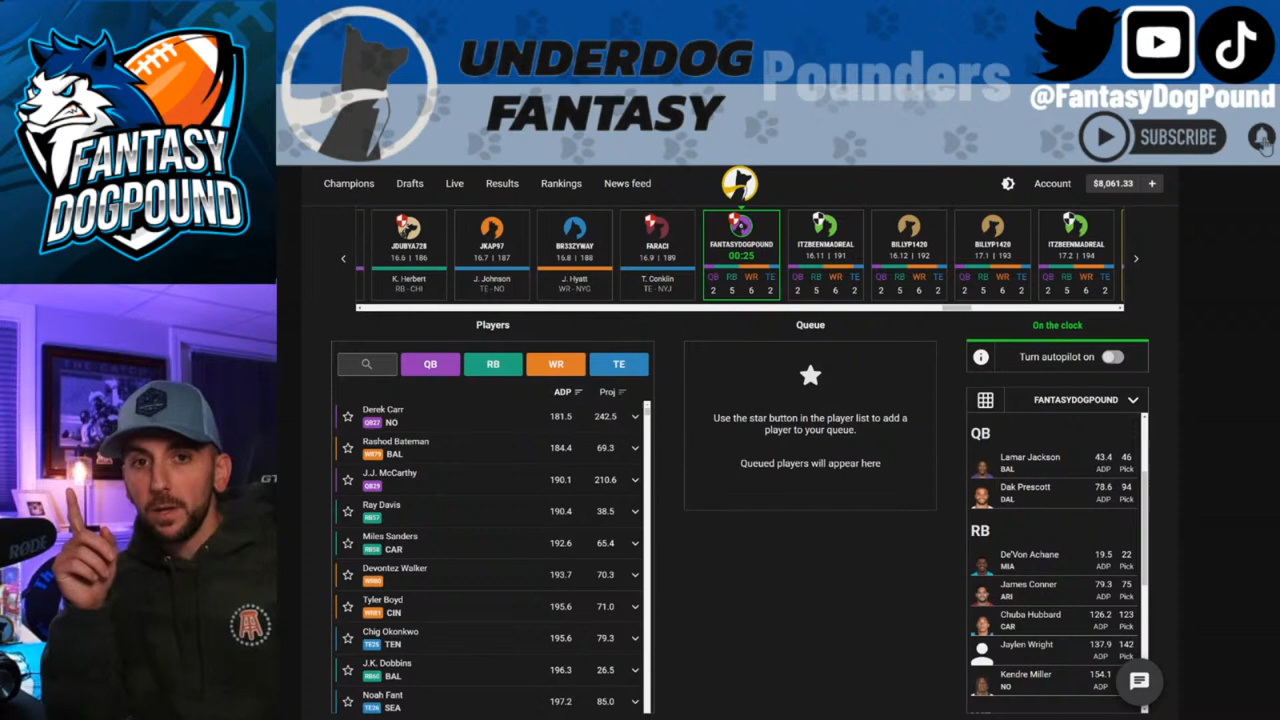 FANTASY
DOGPOUND
UNDERDOG
FANTASY
Pounders
@FantasyDogPound
SUBSCRIBE
Champions Drafts Live Results Rankings News feed Account $8,061.33 +
JDUBYA728
16.6 | 186
K. Herbert
RB - CHI
JKAP97
16.7 | 187
J. Johnson
TE - NO
BR33ZYWAY
16.8 | 188
J. Hyatt
WR - NYG
FARACI
16.9 | 189
T. Conklin
TE - NYJ
FANTASYDOGPOUND
00:25
QB RB WR TE
2 5 6 2
ITZBEENMADREAL
16.11 | 191
QB RB WR TE
2 5 6 2
BILLYP1420
16.12 | 192
QB RB WR TE
2 5 6 2
BILLYP1420
17.1 | 193
QB RB WR TE
2 5 6 2
ITZBEENMADREAL
17.2 | 194
QB RB WR TE
2 5 6 2
Players
QB RB WR TE
ADP Proj
Derek Carr 181.5 242.5
QB27 NO
Rashod Bateman 184.4 69.3
WR79 BAL
J.J. McCarthy 190.1 210.6
QB29
Ray Davis 190.4 38.5
RB57
Miles Sanders 192.6 65.4
RB58 CAR
Devontez Walker 193.7 70.3
WR80
Tyler Boyd 195.6 71.0
WR81 CIN
Chig Okonkwo 195.6 79.3
TE25 TEN
J.K. Dobbins 196.3 26.5
RB60 BAL
Noah Fant 197.2 85.0
TE26 SEA
Queue
Use the star button in the player list to add a
player to your queue.
Queued players will appear here
On the clock
Turn autopilot on
FANTASYDOGPOUND
QB
Lamar Jackson 43.4 46
BAL ADP Pick
Dak Prescott 78.6 94
DAL ADP Pick
RB
De'Von Achane 19.5 22
MIA ADP Pick
James Conner 79.3 75
ARI ADP Pick
Chuba Hubbard 126.2 123
CAR ADP Pick
Jaylen Wright 137.9 142
ADP Pick
Kendre Miller 154.1
NO ADP
RØDE